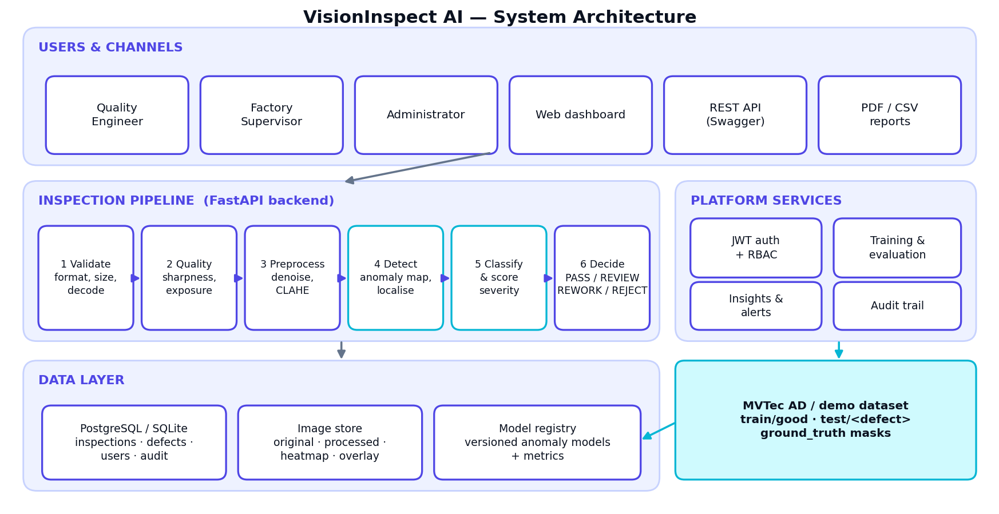 VisionInspect AI — System Architecture
USERS & CHANNELS
Quality
Engineer
Factory
Supervisor
Administrator
Web dashboard
REST API
(Swagger)
PDF / CSV
reports
INSPECTION PIPELINE  (FastAPI backend)
1 Validate
format, size,
decode
2 Quality
sharpness,
exposure
3 Preprocess
denoise,
CLAHE
4 Detect
anomaly map,
localise
5 Classify
& score
severity
6 Decide
PASS / REVIEW
REWORK / REJECT
PLATFORM SERVICES
JWT auth
+ RBAC
Training &
evaluation
Insights &
alerts
Audit trail
DATA LAYER
PostgreSQL / SQLite
inspections · defects ·
users · audit
Image store
original · processed ·
heatmap · overlay
Model registry
versioned anomaly models
+ metrics
MVTec AD / demo dataset
train/good · test/<defect>
ground_truth masks